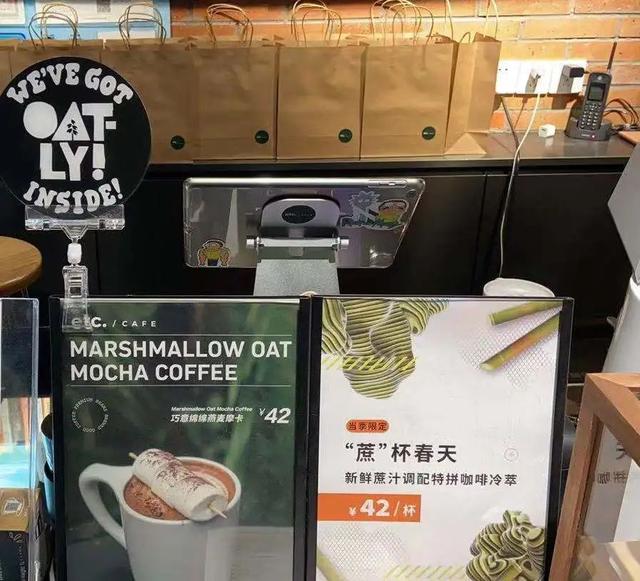 WE'VE GOT
OAT-
LY!
INSIDE!
etc. / CAFE
MARSHMALLOW OAT
MOCHA COFFEE
Marshmallow Oat Mocha Coffee
巧意绵绵燕麦摩卡
¥42
当季限定
“蔗”杯春天
新鲜蔗汁调配特拼咖啡冷萃
¥42/杯